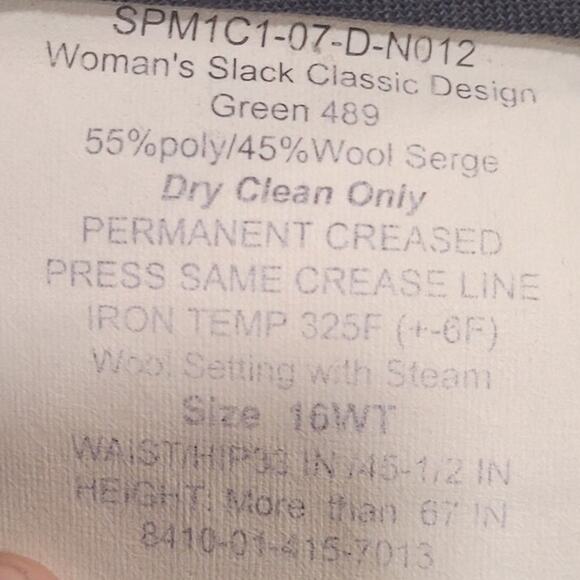 SPM1C1-07-D-N012
Woman's Slack Classic Design
Green 489
55%poly/45%Wool Serge
Dry Clean Only
PERMANENT CREASED
PRESS SAME CREASE LINE
IRON TEMP 325F (+-6F)
Wool Setting with Steam
Size 16WT
WAIST/HIP33 IN /45-1/2 IN
HEIGHT: More than 67 IN
8410-01-415-7013